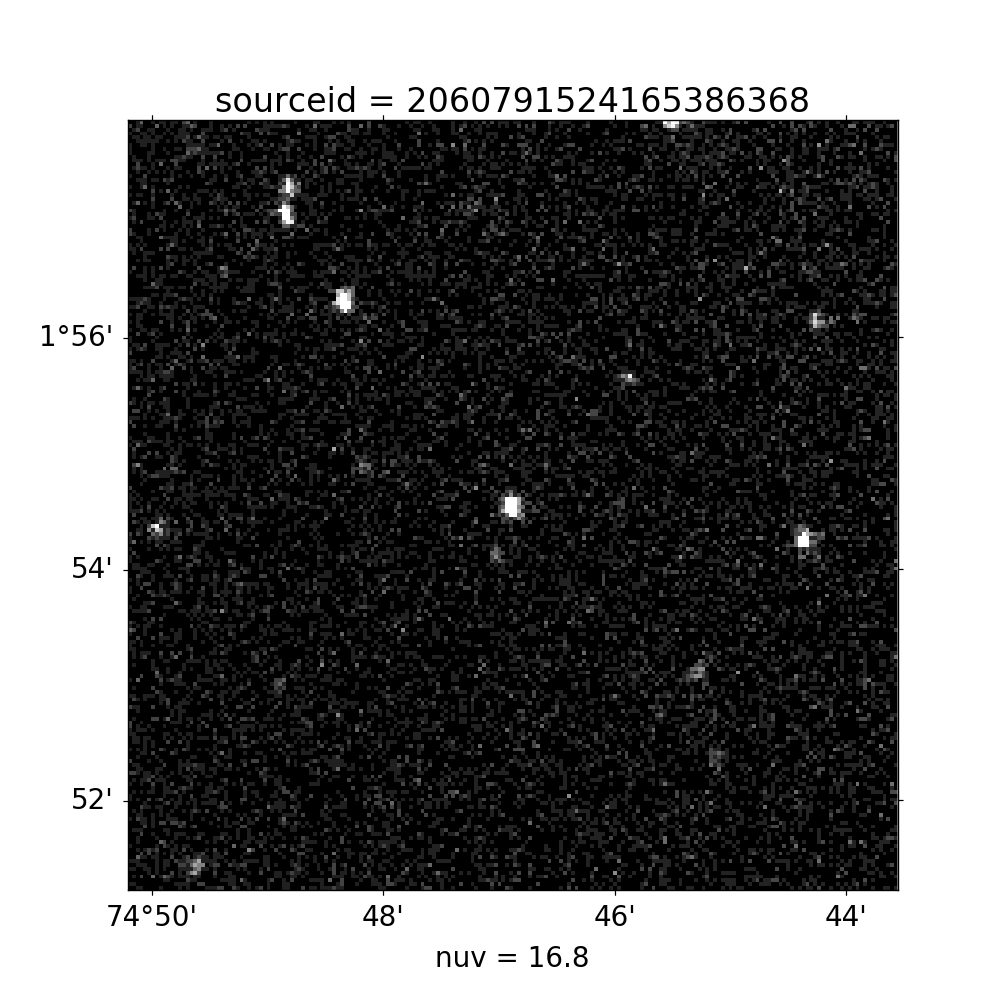 sourceid = 2060791524165386368
1°56'
54'
52'
74°50' 48' 46' 44'
nuv = 16.8